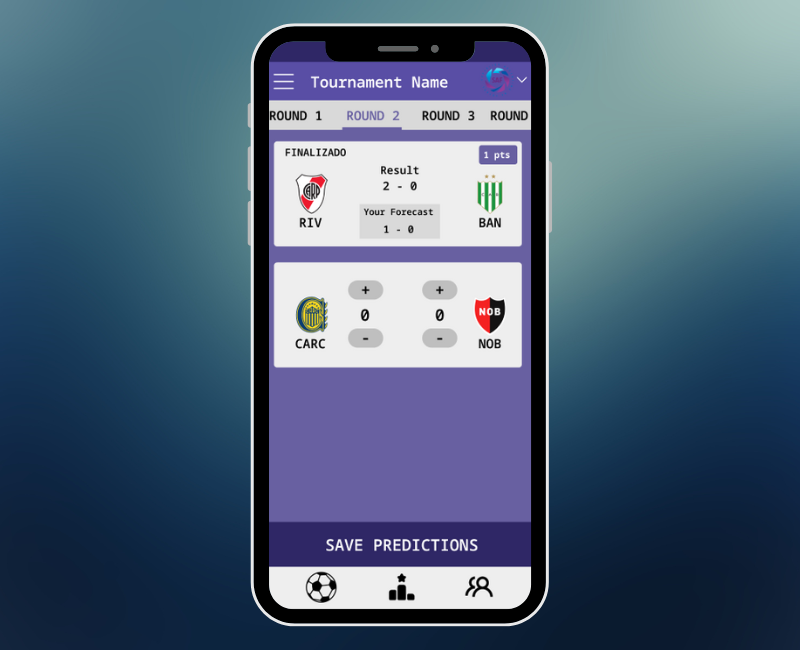 Tournament Name
ROUND 1 ROUND 2 ROUND 3 ROUND
FINALIZADO
1 pts
Result
2 - 0
Your Forecast
1 - 0
RIV
BAN
+ +
0 0
NOB
- -
CARC
NOB
SAVE PREDICTIONS